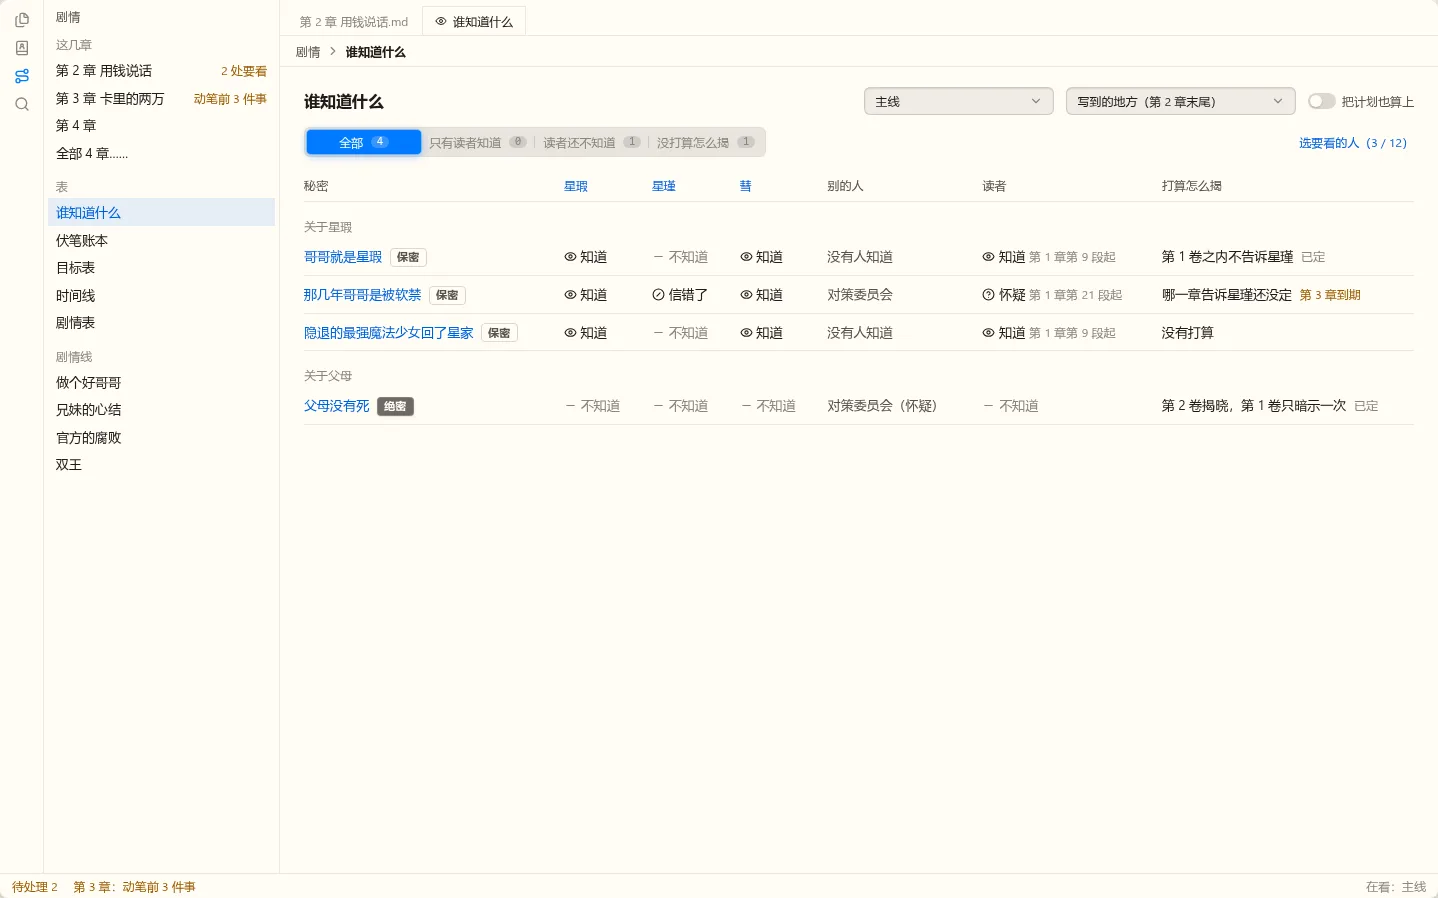 剧情
这几章
第 2 章 用钱说话 2 处要看
第 3 章 卡里的两万 动笔前 3 件事
第 4 章
全部 4 章……
表
谁知道什么
伏笔账本
目标表
时间线
剧情表
剧情线
做个好哥哥
兄妹的心结
官方的腐败
双王
第 2 章 用钱说话.md
谁知道什么
剧情 > 谁知道什么
谁知道什么
主线
写到的地方（第 2 章末尾）
把计划也算上
全部 4
只有读者知道 0
读者还不知道 1
没打算怎么揭 1
选要看的人（3 / 12）
秘密 星瑕 星瑾 彗 别的人 读者 打算怎么揭
关于星瑕
哥哥就是星瑕 保密 知道 — 不知道 知道 没有人知道 知道 第 1 章第 9 段起 第 1 卷之内不告诉星瑾 已定
那几年哥哥是被软禁 保密 知道 信错了 知道 对策委员会 怀疑 第 1 章第 21 段起 哪一章告诉星瑾还没定 第 3 章到期
隐退的最强魔法少女回了星家 保密 知道 — 不知道 知道 没有人知道 知道 第 1 章第 9 段起 没有打算
关于父母
父母没有死 绝密 — 不知道 — 不知道 — 不知道 对策委员会（怀疑） — 不知道 第 2 卷揭晓，第 1 卷只暗示一次 已定
待处理 2 第 3 章：动笔前 3 件事
在看：主线